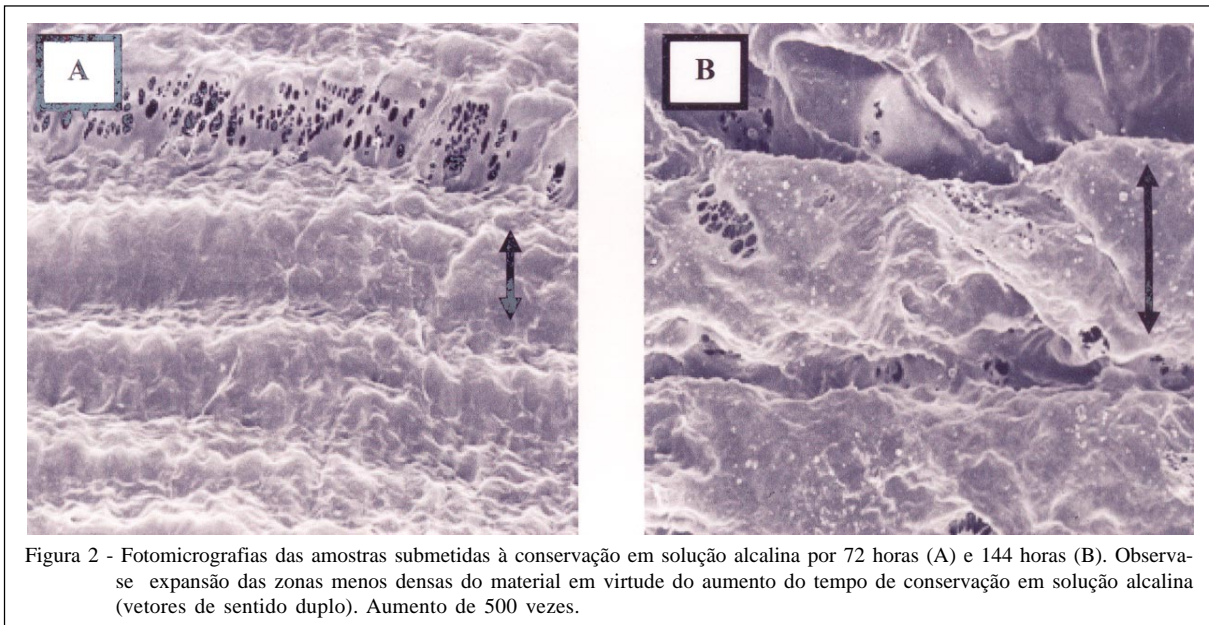 A
B
Figura 2 - Fotomicrografias das amostras submetidas à conservação em solução alcalina por 72 horas (A) e 144 horas (B). Observa-
se expansão das zonas menos densas do material em virtude do aumento do tempo de conservação em solução alcalina
(vetores de sentido duplo). Aumento de 500 vezes.